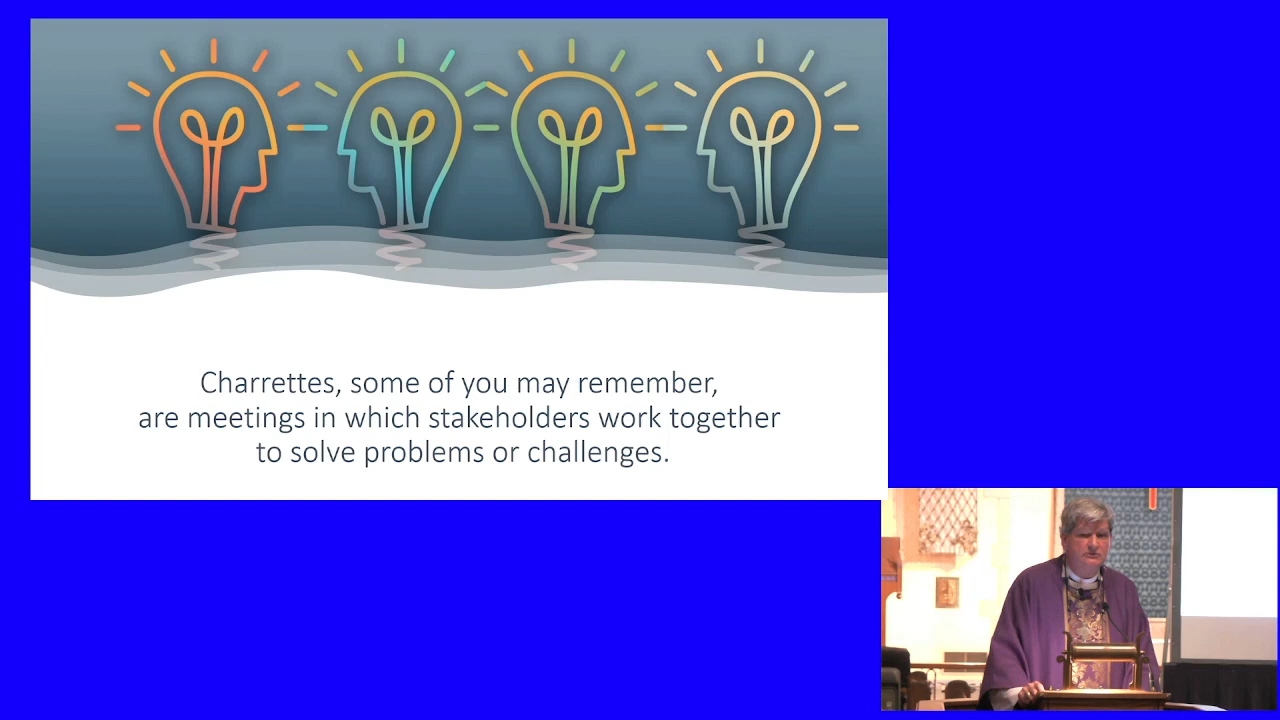 Charrettes, some of you may remember,
are meetings in which stakeholders work together
to solve problems or challenges.